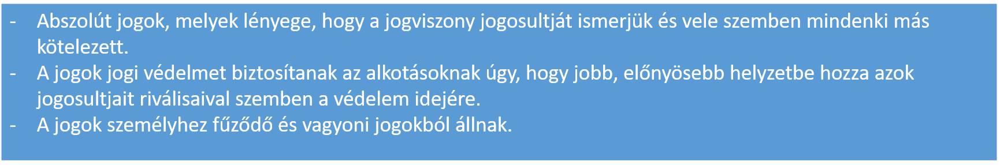 - Abszolút jogok, melyek lényege, hogy a jogviszony jogosultját ismerjük és vele szemben mindenki más
kötelezett.
- A jogok jogi védelmet biztosítanak az alkotásoknak úgy, hogy jobb, előnyösebb helyzetbe hozza azok
jogosultjait riválisaival szemben a védelem idejére.
- A jogok személyhez fűződő és vagyoni jogokból állnak.